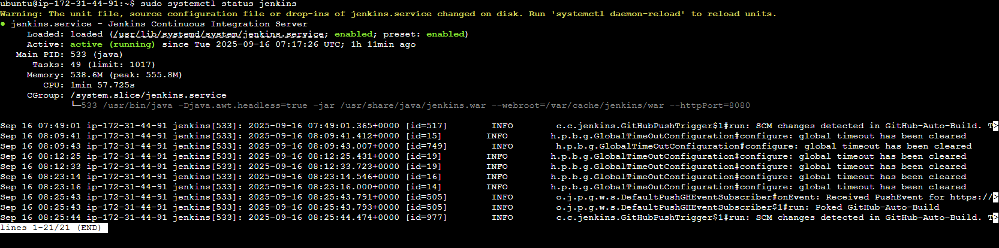 ubuntu@ip-172-31-44-91:~$ sudo systemctl status jenkins
Warning: The unit file, source configuration file or drop-ins of jenkins.service changed on disk. Run 'systemctl daemon-reload' to reload units.
● jenkins.service - Jenkins Continuous Integration Server
     Loaded: loaded (/usr/lib/systemd/system/jenkins.service; enabled; preset: enabled)
     Active: active (running) since Tue 2025-09-16 07:17:26 UTC; 1h 11min ago
   Main PID: 533 (java)
      Tasks: 49 (limit: 1017)
     Memory: 538.6M (peak: 555.8M)
        CPU: 1min 57.725s
     CGroup: /system.slice/jenkins.service
             └─533 /usr/bin/java -Djava.awt.headless=true -jar /usr/share/java/jenkins.war --webroot=/var/cache/jenkins/war --httpPort=8080
Sep 16 07:49:01 ip-172-31-44-91 jenkins[533]: 2025-09-16 07:49:01.365+0000 [id=517]        INFO        c.c.jenkins.GitHubPushTrigger$1#run: SCM changes detected in GitHub-Auto-Build. T>
Sep 16 08:09:41 ip-172-31-44-91 jenkins[533]: 2025-09-16 08:09:41.412+0000 [id=15]        INFO        h.p.b.g.GlobalTimeOutConfiguration#configure: global timeout has been cleared
Sep 16 08:09:43 ip-172-31-44-91 jenkins[533]: 2025-09-16 08:09:43.007+0000 [id=749]        INFO        h.p.b.g.GlobalTimeOutConfiguration#configure: global timeout has been cleared
Sep 16 08:12:25 ip-172-31-44-91 jenkins[533]: 2025-09-16 08:12:25.431+0000 [id=19]        INFO        h.p.b.g.GlobalTimeOutConfiguration#configure: global timeout has been cleared
Sep 16 08:12:33 ip-172-31-44-91 jenkins[533]: 2025-09-16 08:12:33.723+0000 [id=19]        INFO        h.p.b.g.GlobalTimeOutConfiguration#configure: global timeout has been cleared
Sep 16 08:23:14 ip-172-31-44-91 jenkins[533]: 2025-09-16 08:23:14.546+0000 [id=16]        INFO        h.p.b.g.GlobalTimeOutConfiguration#configure: global timeout has been cleared
Sep 16 08:23:16 ip-172-31-44-91 jenkins[533]: 2025-09-16 08:23:16.000+0000 [id=14]        INFO        h.p.b.g.GlobalTimeOutConfiguration#configure: global timeout has been cleared
Sep 16 08:25:43 ip-172-31-44-91 jenkins[533]: 2025-09-16 08:25:43.791+0000 [id=505]        INFO        o.j.p.g.w.s.DefaultPushGHEventSubscriber#onEvent: Received PushEvent for https://>
Sep 16 08:25:43 ip-172-31-44-91 jenkins[533]: 2025-09-16 08:25:43.793+0000 [id=505]        INFO        o.j.p.g.w.s.DefaultPushGHEventSubscriber$1#run: Poked GitHub-Auto-Build
Sep 16 08:25:44 ip-172-31-44-91 jenkins[533]: 2025-09-16 08:25:44.474+0000 [id=977]        INFO        c.c.jenkins.GitHubPushTrigger$1#run: SCM changes detected in GitHub-Auto-Build. T>
lines 1-21/21 (END)